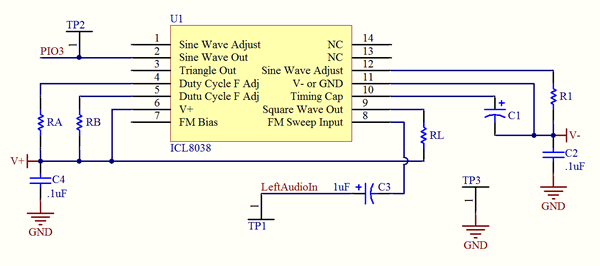 U1
TP2
PIO3
1 Sine Wave Adjust NC 14
2 Sine Wave Out NC 13
3 Triangle Out Sine Wave Adjust 12
4 Duty Cycle F Adj V- or GND 11
5 Dutu Cycle F Adj Timing Cap 10
6 V+ Square Wave Out 9
7 FM Bias FM Sweep Input 8
ICL8038
1
RA
RB
C1
R1
RL
V+
V-
C4
.1uF
GND
C2
.1uF
GND
LeftAudioIn
1uF
C3
1
TP1
TP3
1
GND